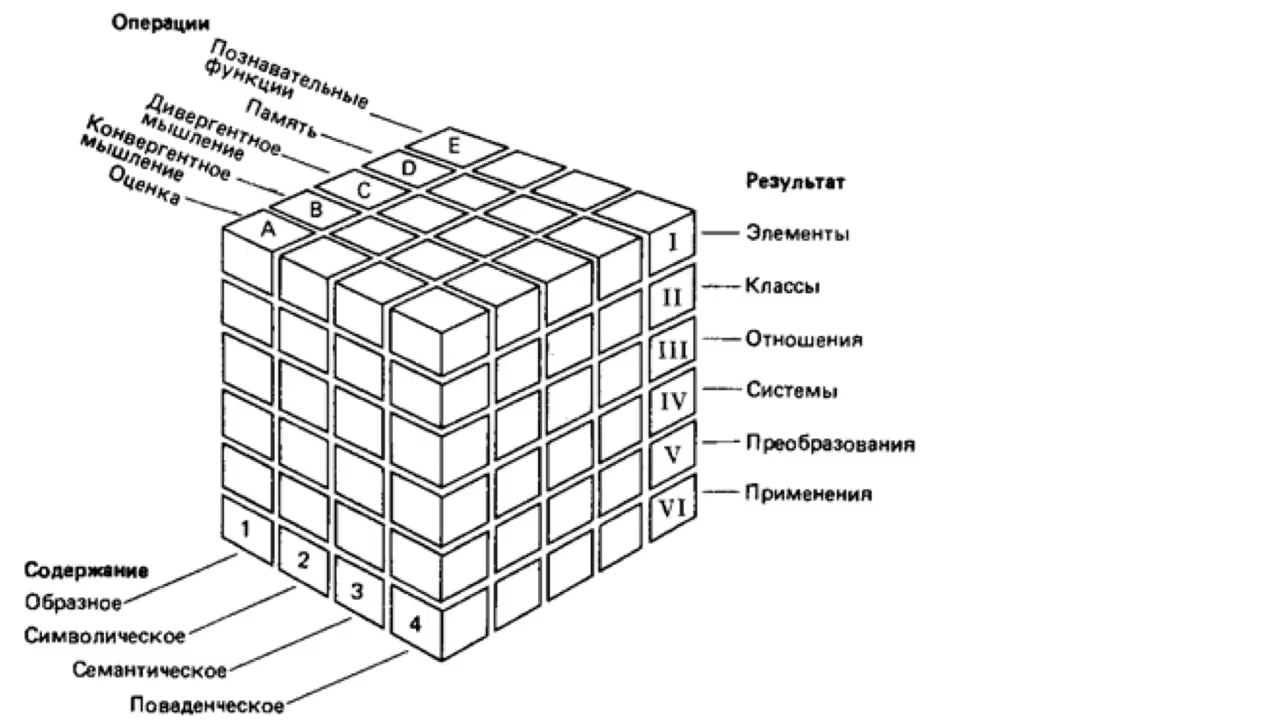 Операции
Познавательные
функции
Память
Дивергентное
мышление
Конвергентное
мышление
Оценка
E
D
C
B
A
Результат
I
Элементы
II
Классы
III
Отношения
IV
Системы
V
Преобразования
VI
Применения
1
2
3
4
Содержание
Образное
Символическое
Семантическое
Поваденческое